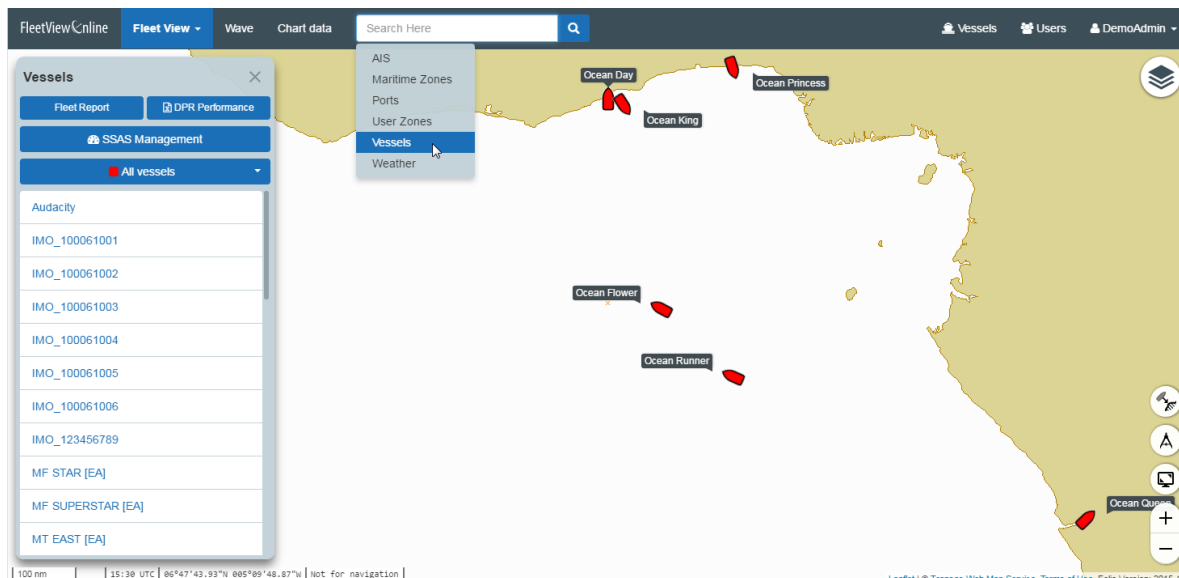 FleetViewOnline Fleet View Wave Chart data Search Here Vessels Users DemoAdmin
AIS
Maritime Zones
Ports
User Zones
Vessels
Weather
Vessels
Fleet Report DPR Performance
SSAS Management
All vessels
Audacity
IMO_100061001
IMO_100061002
IMO_100061003
IMO_100061004
IMO_100061005
IMO_100061006
IMO_123456789
MF STAR [EA]
MF SUPERSTAR [EA]
MT EAST [EA]
Ocean Day
Ocean Princess
Ocean King
Ocean Flower
Ocean Runner
Ocean Queen
+
−
100 nm 15:30 UTC 06°47'43.93"N 005°09'48.87"W Not for navigation